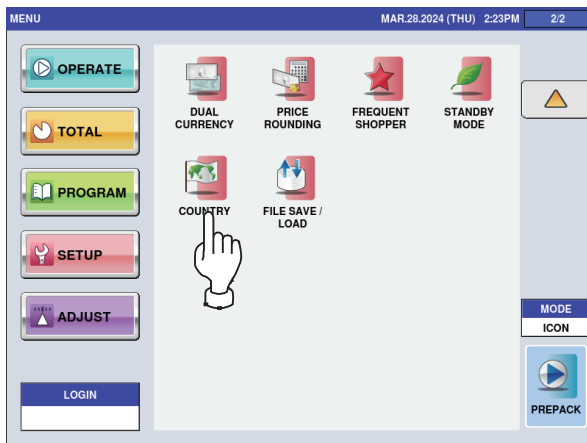 MENU
MAR.28.2024 (THU) 2:23PM
2/2
OPERATE
TOTAL
PROGRAM
SETUP
ADJUST
LOGIN
DUAL
CURRENCY
PRICE
ROUNDING
FREQUENT
SHOPPER
STANDBY
MODE
COUNTRY
FILE SAVE /
LOAD
MODE
ICON
PREPACK